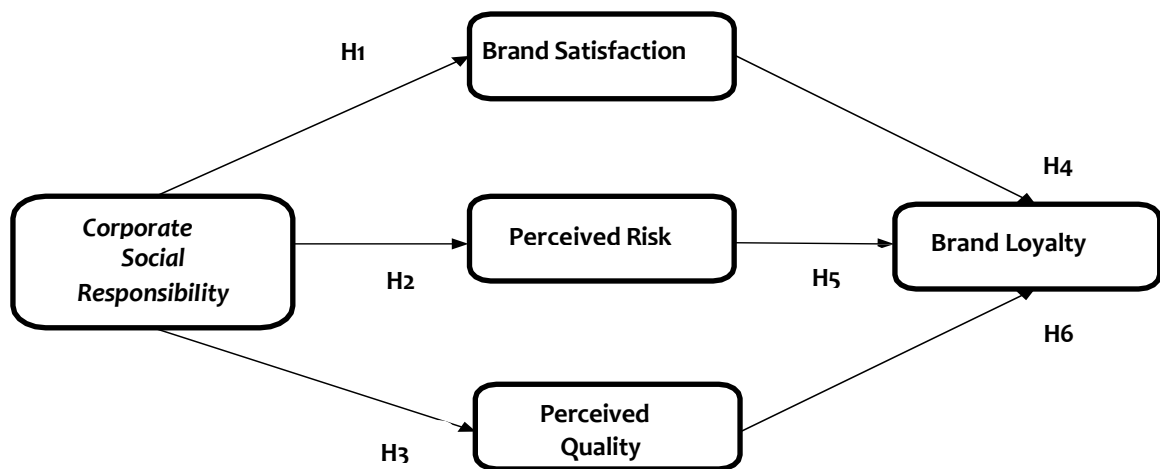 H1
Brand Satisfaction
H4
Corporate
Social
Responsibility
Perceived Risk
Brand Loyalty
H2
H5
H6
Perceived
Quality
H3